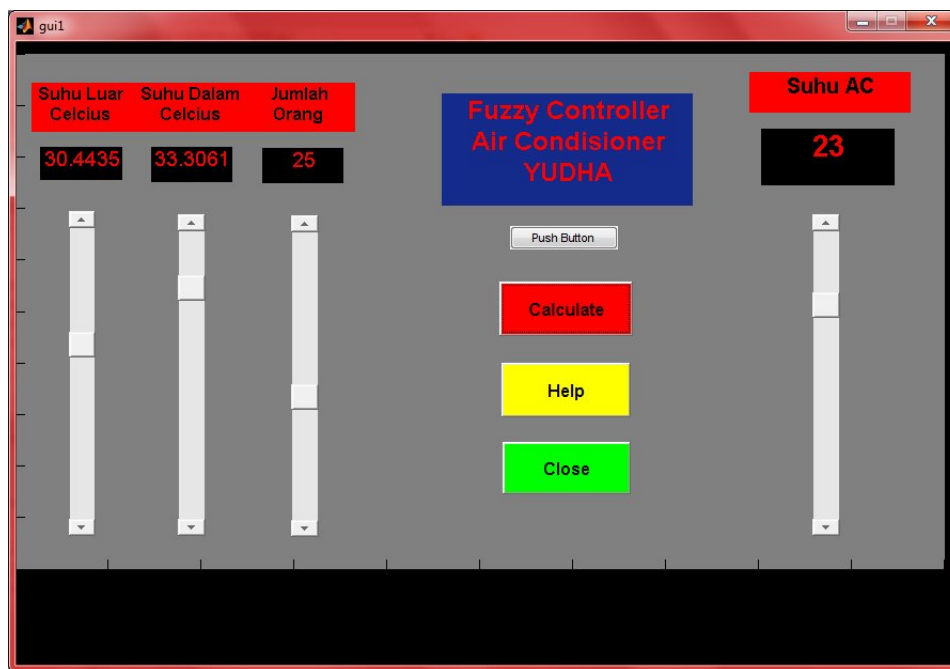 gui1
Suhu Luar
Celcius
Suhu Dalam
Celcius
Jumlah
Orang
30.4435
33.3061
25
Fuzzy Controller
Air Condisioner
YUDHA
Push Button
Calculate
Help
Close
Suhu AC
23